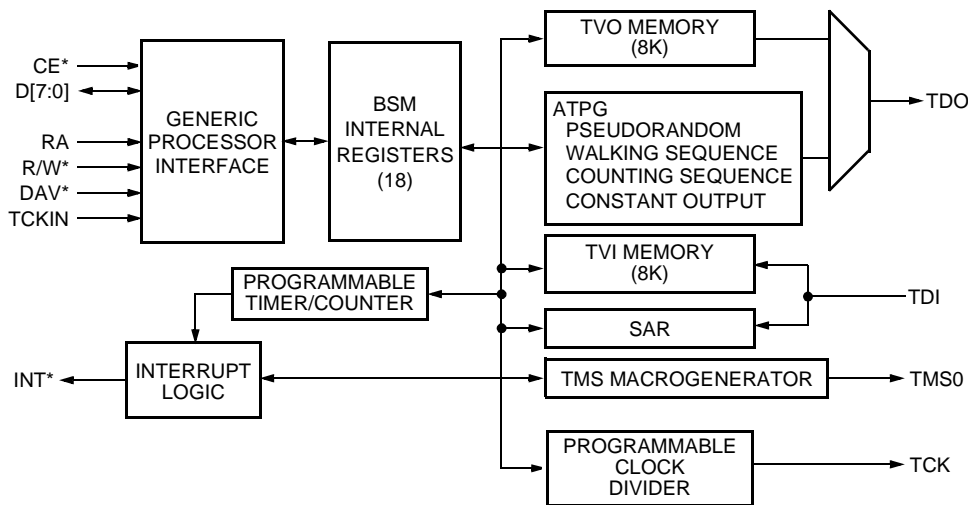 CE*
D[7:0]
RA
R/W*
DAV*
TCKIN
GENERIC
PROCESSOR
INTERFACE
BSM
INTERNAL
REGISTERS
(18)
TVO MEMORY
(8K)
ATPG
PSEUDORANDOM
WALKING SEQUENCE
COUNTING SEQUENCE
CONSTANT OUTPUT
TDO
PROGRAMMABLE
TIMER/COUNTER
TVI MEMORY
(8K)
SAR
TDI
INT*
INTERRUPT
LOGIC
TMS MACROGENERATOR
TMS0
PROGRAMMABLE
CLOCK
DIVIDER
TCK